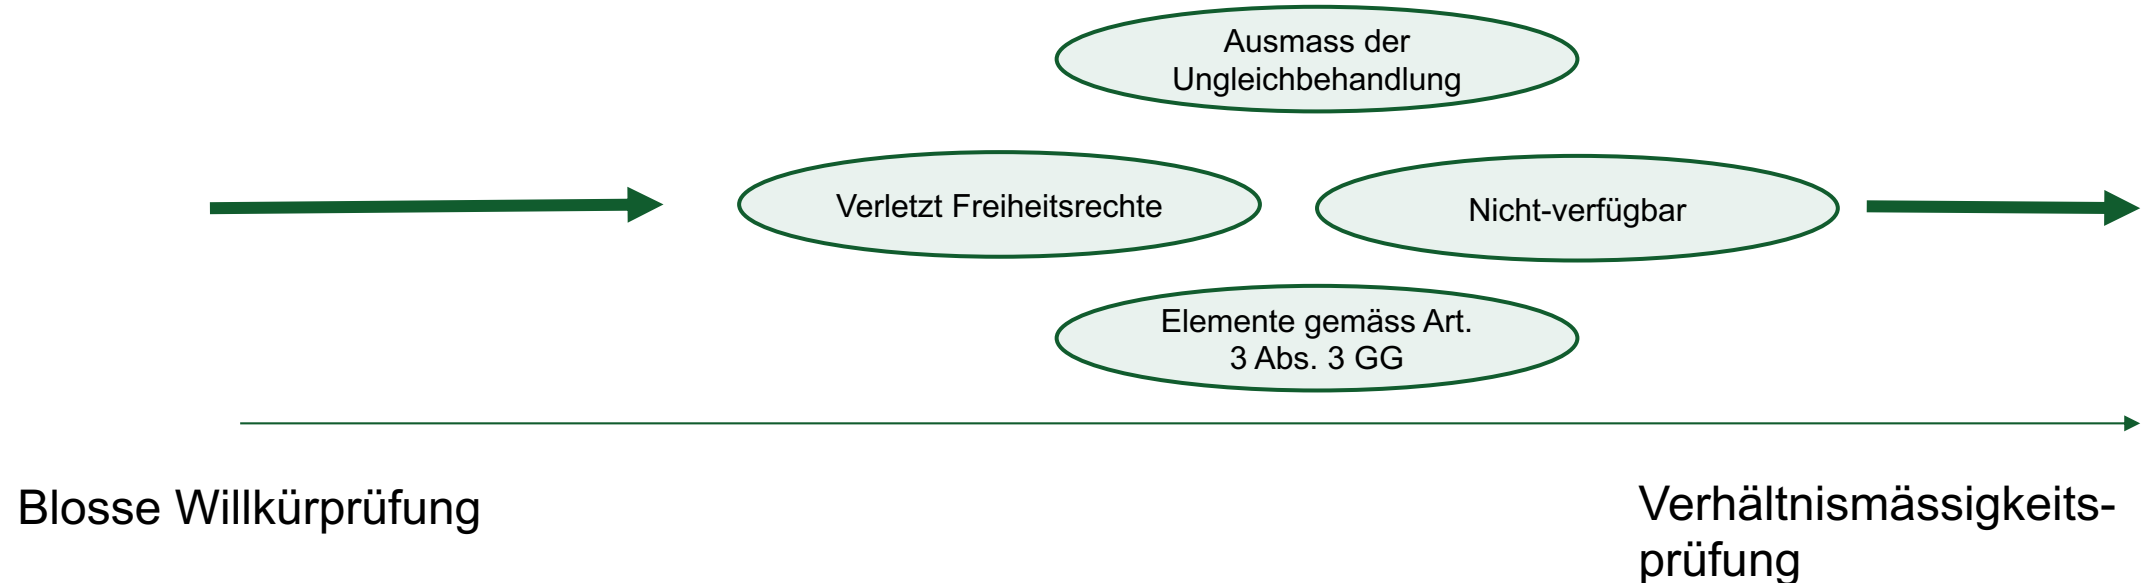 Ausmass der
Ungleichbehandlung
Verletzt Freiheitsrechte
Nicht-verfügbar
Elemente gemäss Art.
3 Abs. 3 GG
Blosse Willkürprüfung
Verhältnismässigkeits-
prüfung